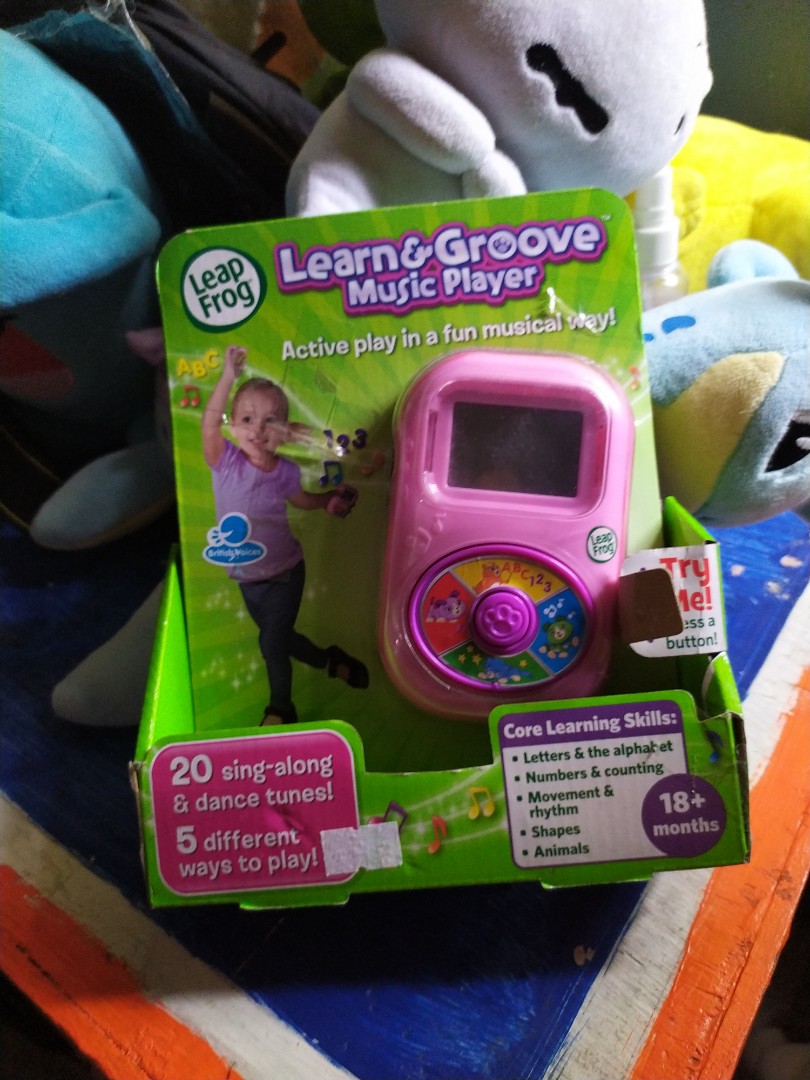 Leap
Frog
Learn&Groove™
Music Player
Active play in a fun musical way!
ABC
123
British Voices
ABC123
Leap
Frog
Try
Me!
button!
20 sing-along
& dance tunes!
5 different
ways to play!
Core Learning Skills:
• Letters & the alphabet
• Numbers & counting
• Movement &
rhythm
• Shapes
• Animals
18+
months